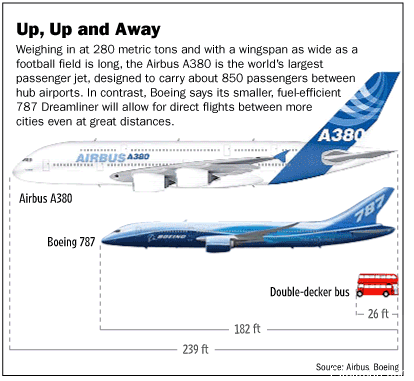 Up, Up and Away
Weighing in at 280 metric tons and with a wingspan as wide as a
football field is long, the Airbus A380 is the world's largest
passenger jet, designed to carry about 850 passengers between
hub airports. In contrast, Boeing says its smaller, fuel-efficient
787 Dreamliner will allow for direct flights between more
cities even at great distances.
A380
AIRBUS A380
Airbus A380
787
Boeing 787
BOEING
Double-decker bus
26 ft
182 ft
239 ft
Source: Airbus, Boeing